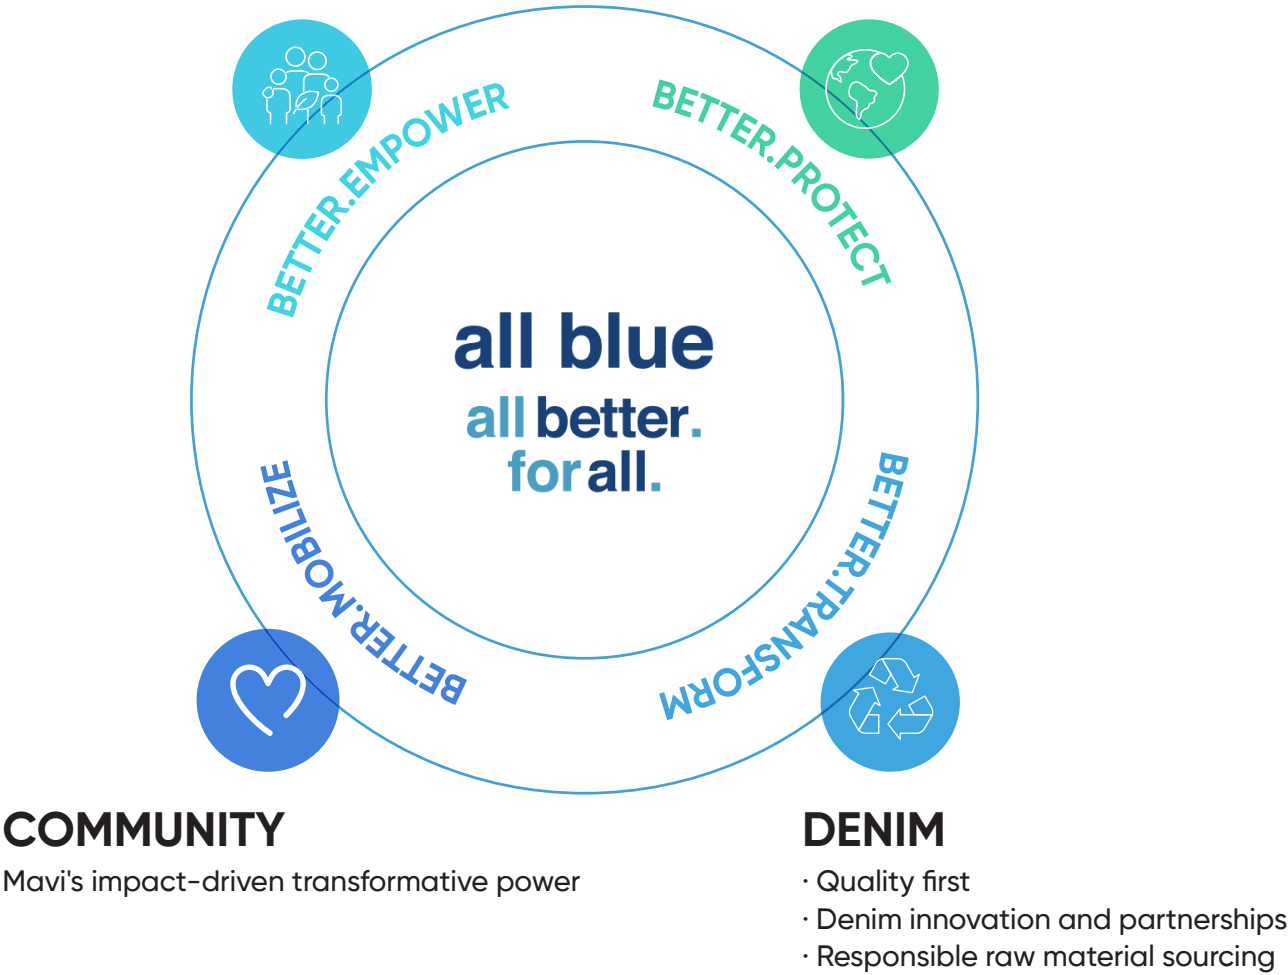 BETTER.EMPOWER
BETTER.PROTECT
all blue
all better.
for all.
BETTER.MOBILIZE
BETTER.TRANSFORM
COMMUNITY
Mavi's impact-driven transformative power
DENIM
· Quality first
· Denim innovation and partnerships
· Responsible raw material sourcing